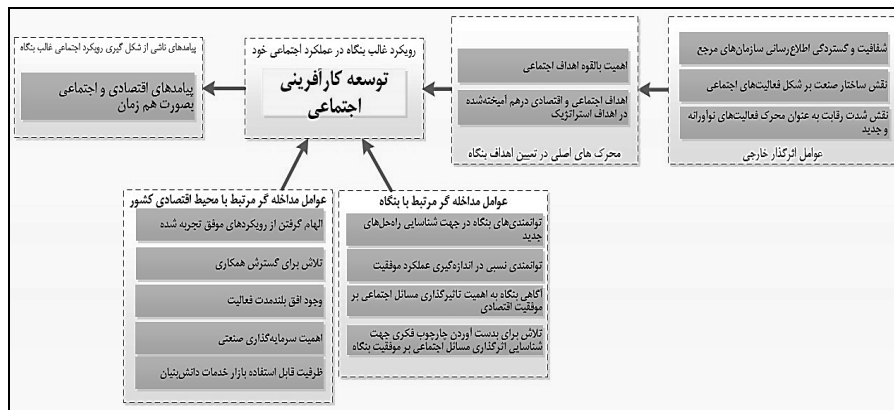 شفافیت و گستردگی اطلاع‌رسانی سازمان‌های مرجع
نقش ساختار صنعت بر شکل فعالیت‌های اجتماعی
نقش شدت رقابت به عنوان محرک فعالیت‌های نوآورانه
و جدید
عوامل اثرگذار خارجی
اهمیت بالقوه اهداف اجتماعی
اهداف اجتماعی و اقتصادی درهم آمیخته‌شده
در اهداف استراتژیک
محرک های اصلی در تعیین اهداف بنگاه
رویکرد غالب بنگاه در عملکرد اجتماعی خود
توسعه کارآفرینی
اجتماعی
پیامدهای ناشی از شکل گیری رویکرد اجتماعی غالب بنگاه
پیامدهای اقتصادی و اجتماعی
بصورت هم زمان
عوامل مداخله گر مرتبط با بنگاه
توانمندی‌های بنگاه در جهت شناسایی راه‌حل‌های
جدید
توانمندی نسبی در اندازه‌گیری عملکرد موفقیت
آگاهی بنگاه به اهمیت تاثیرگذاری مسائل اجتماعی بر
موفقیت اقتصادی
تلاش برای بدست آوردن چارچوب فکری جهت
شناسایی اثرگذاری مسائل اجتماعی بر موفقیت بنگاه
عوامل مداخله گر مرتبط با محیط اقتصادی کشور
الهام گرفتن از رویکردهای موفق تجربه شده
تلاش برای گسترش همکاری
وجود افق بلندمدت فعالیت
اهمیت سرمایه‌گذاری صنعتی
ظرفیت قابل استفاده بازار خدمات دانش‌بنیان